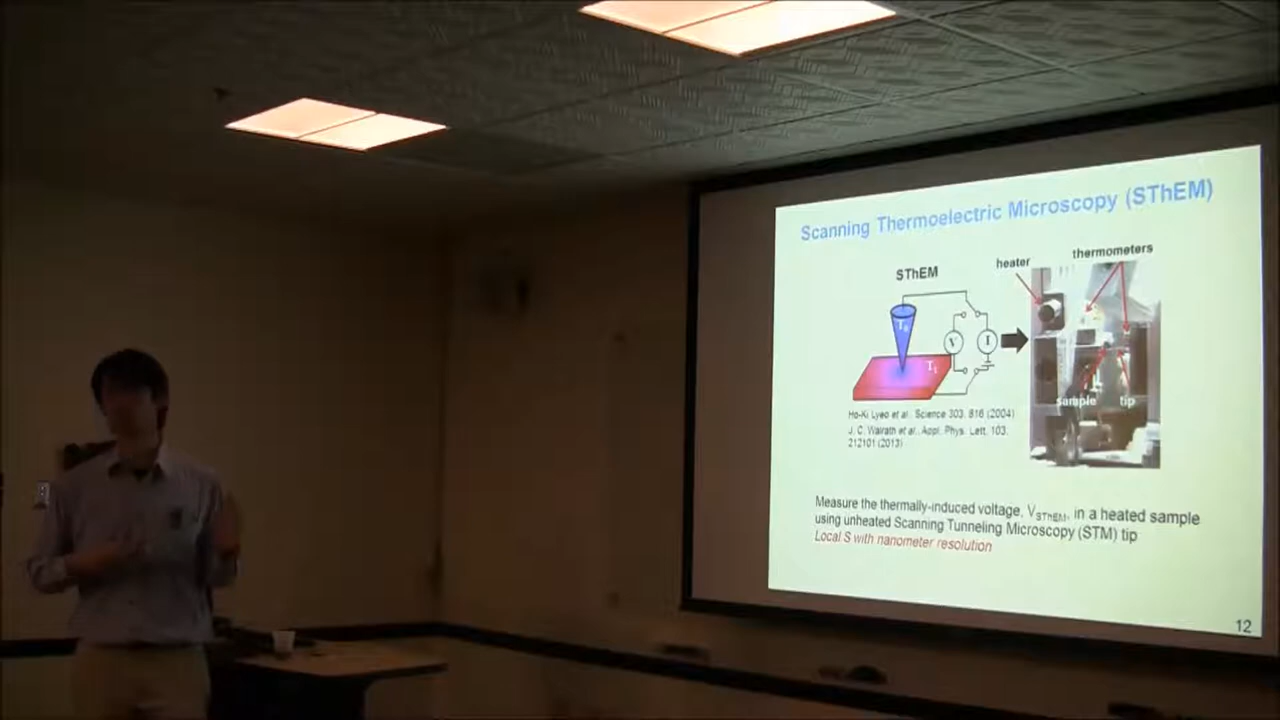 Scanning Thermoelectric Microscopy (SThEM)
thermometers
heater
SThEM
V
I
sample
tip
Ho-Ki Lyeo et al., Science 303, 816 (2004)
J. C. Walrath et al., Appl. Phys. Lett. 103,
212101 (2013)
Measure the thermally-induced voltage, VSThEM, in a heated sample
using unheated Scanning Tunneling Microscopy (STM) tip
Local S with nanometer resolution
12